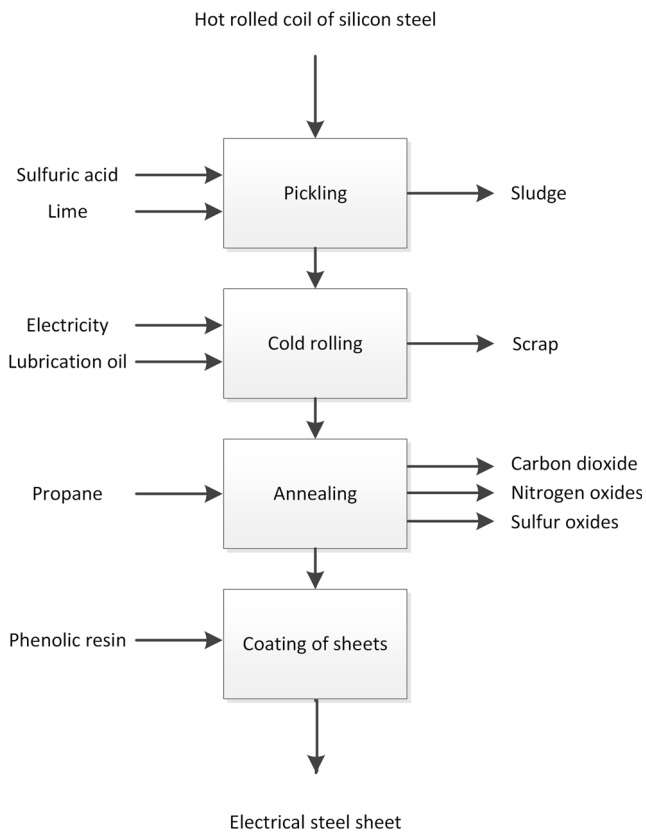 Hot rolled coil of silicon steel
Sulfuric acid
Lime
Pickling
Sludge
Electricity
Lubrication oil
Cold rolling
Scrap
Propane
Annealing
Carbon dioxide
Nitrogen oxides
Sulfur oxides
Phenolic resin
Coating of sheets
Electrical steel sheet